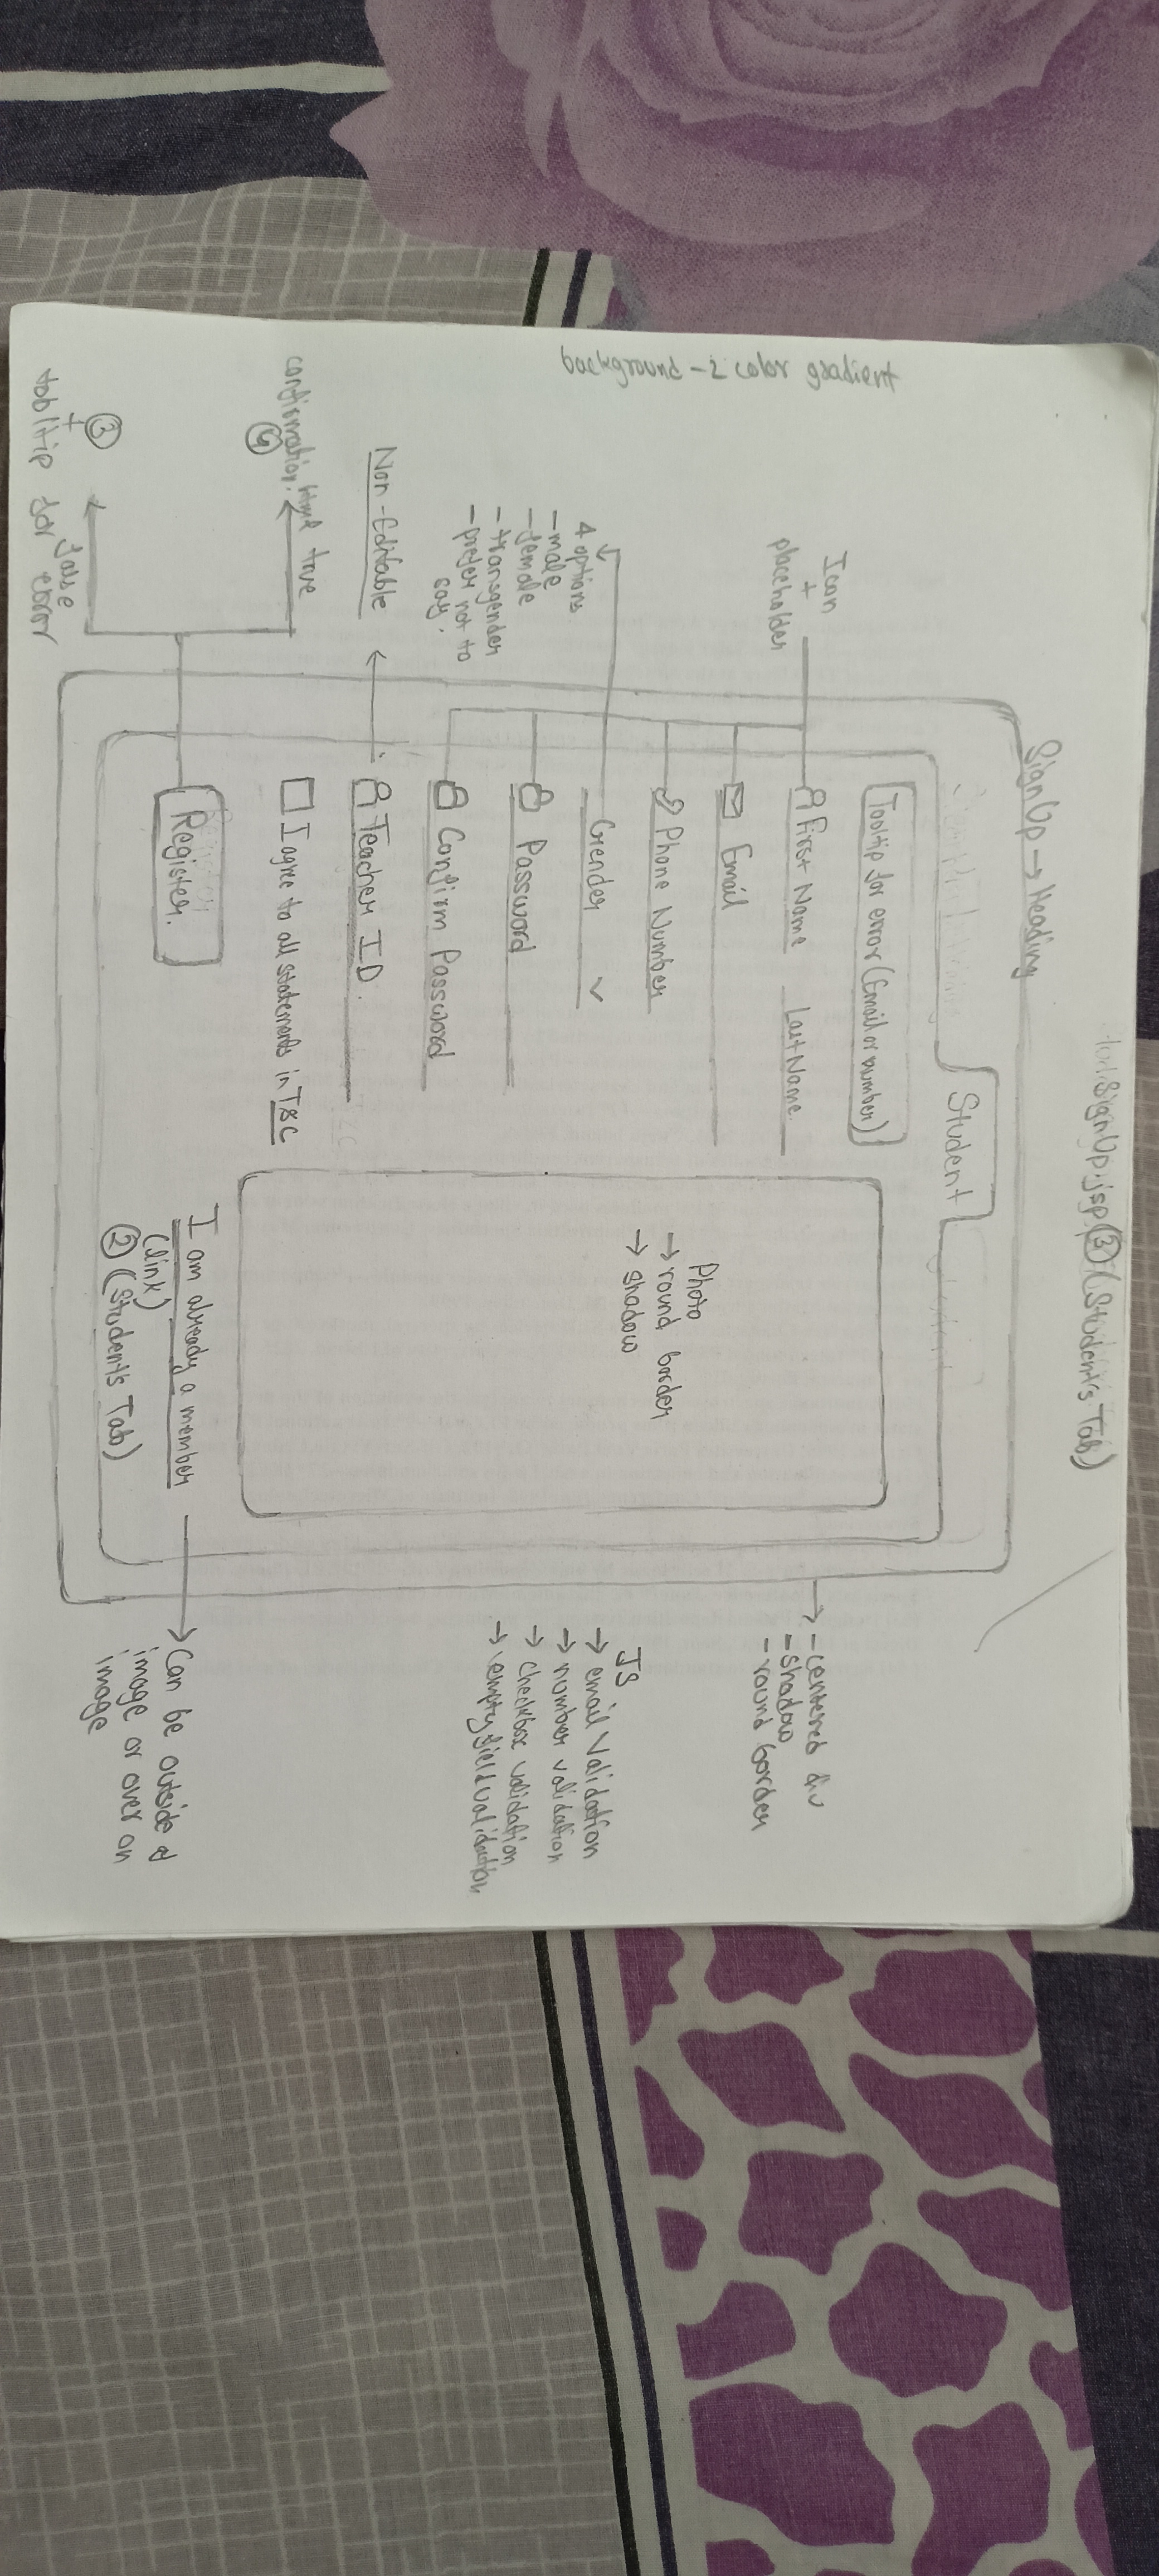 SignUp.jsp ③ (Student's Tab)
SignUp → Heading
Student
Tooltip for error (Email or number)
First Name Last Name
Email
Phone Number
Gender
Password
Confirm Password
Teacher ID.
I agree to all statements in T&C
Register.
Photo
→ round border
→ shadow
I am already a member
(link)
② (Student's Tab)
background - 2 color gradient
Icon
+
placeholder
4 options
- male
- female
- transgender
- prefer not to
say.
Non-Editable
confirmation.html true
③
+
false
tooltip for error
→ - centered div
- shadow
- round border
JS
→ email Validation
→ number validation
→ checkbox validation
→ empty field validation
Can be outside of
image or over on
image